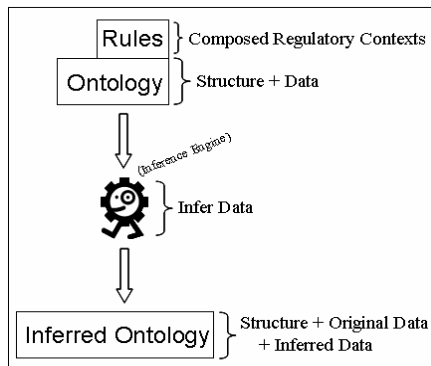 Rules
Composed Regulatory Contexts
Ontology
Structure + Data
(Inference Engine)
Infer Data
Inferred Ontology
Structure + Original Data
+ Inferred Data